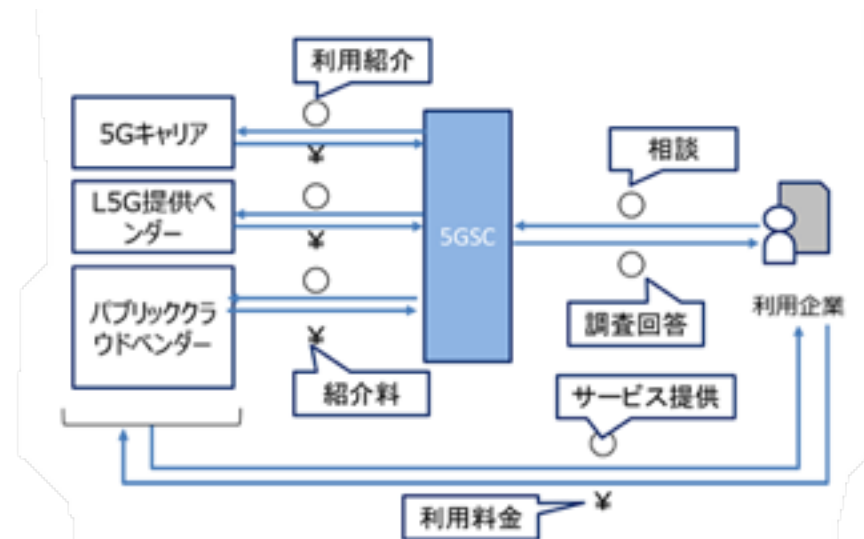 利用紹介
5Gキャリア
¥
相談
L5G提供ベ
ンダー
¥
5GSC
パブリッククラ
ウドベンダー
利用企業
調査回答
¥
紹介料
サービス提供
¥
利用料金